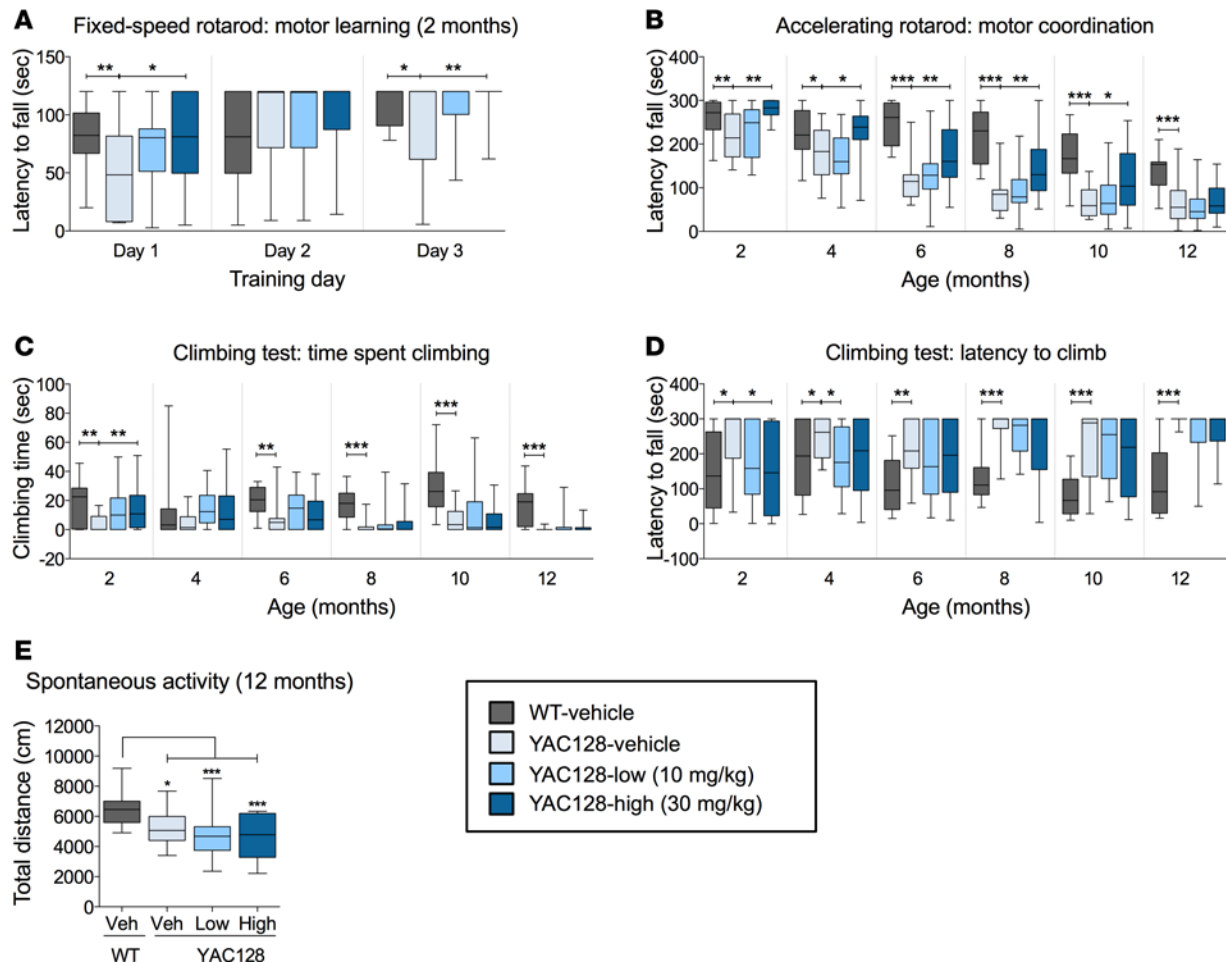 A
Fixed-speed rotarod: motor learning (2 months)
Latency to fall (sec)
150
100
50
0
** *
* **
Day 1 Day 2 Day 3
Training day
B
Accelerating rotarod: motor coordination
Latency to fall (sec)
400
300
200
100
0
** ** * * *** ** *** ** *** * ***
2 4 6 8 10 12
Age (months)
C
Climbing test: time spent climbing
Climbing time (sec)
100
80
60
40
20
0
-20
** ** ** *** *** ***
2 4 6 8 10 12
Age (months)
D
Climbing test: latency to climb
Latency to fall (sec)
400
300
200
100
0
-100
* * * * ** *** *** ***
2 4 6 8 10 12
Age (months)
E
Spontaneous activity (12 months)
Total distance (cm)
12000
10000
8000
6000
4000
2000
0
* *** ***
Veh Veh Low High
WT YAC128
WT-vehicle
YAC128-vehicle
YAC128-low (10 mg/kg)
YAC128-high (30 mg/kg)